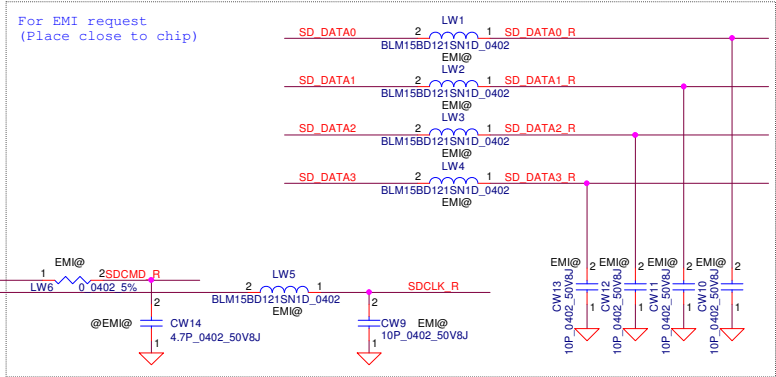 For EMI request
(Place close to chip)
LW1
SD_DATA0 2 1 SD_DATA0_R
BLM15BD121SN1D_0402
EMI@
LW2
SD_DATA1 2 1 SD_DATA1_R
BLM15BD121SN1D_0402
EMI@
LW3
SD_DATA2 2 1 SD_DATA2_R
BLM15BD121SN1D_0402
EMI@
LW4
SD_DATA3 2 1 SD_DATA3_R
BLM15BD121SN1D_0402
EMI@
EMI@
1 2 SDCMD_R
LW6 0_0402_5%
LW5
2 1 SDCLK_R
BLM15BD121SN1D_0402
EMI@
2
@EMI@ CW14
4.7P_0402_50V8J
1
2
CW9 EMI@
10P_0402_50V8J
1
EMI@ EMI@ EMI@ EMI@
2 2 2 2
CW13
10P_0402_50V8J
CW12
10P_0402_50V8J
CW11
10P_0402_50V8J
CW10
10P_0402_50V8J
1 1 1 1